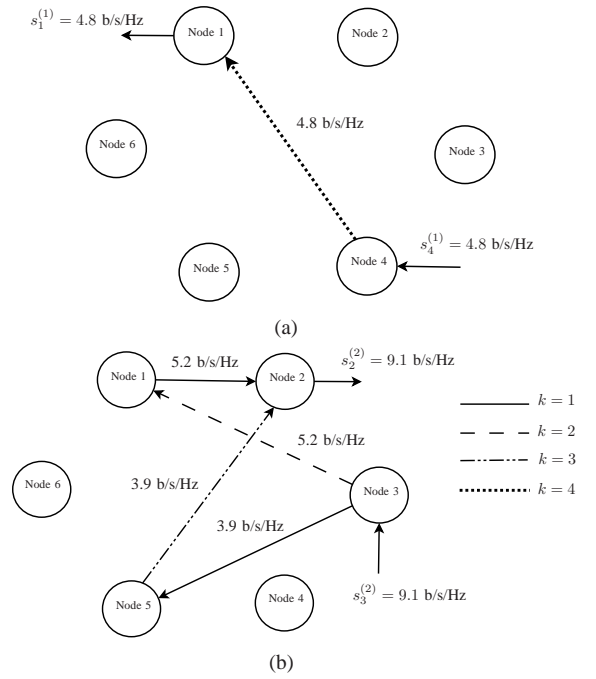 s_1^{(1)} = 4.8 b/s/Hz
Node 1
Node 2
4.8 b/s/Hz
Node 6
Node 3
s_4^{(1)} = 4.8 b/s/Hz
Node 4
Node 5
(a)
5.2 b/s/Hz
s_2^{(2)} = 9.1 b/s/Hz
Node 1
Node 2
k = 1
k = 2
5.2 b/s/Hz
k = 3
3.9 b/s/Hz
Node 6
Node 3
k = 4
3.9 b/s/Hz
s_3^{(2)} = 9.1 b/s/Hz
Node 5
Node 4
(b)